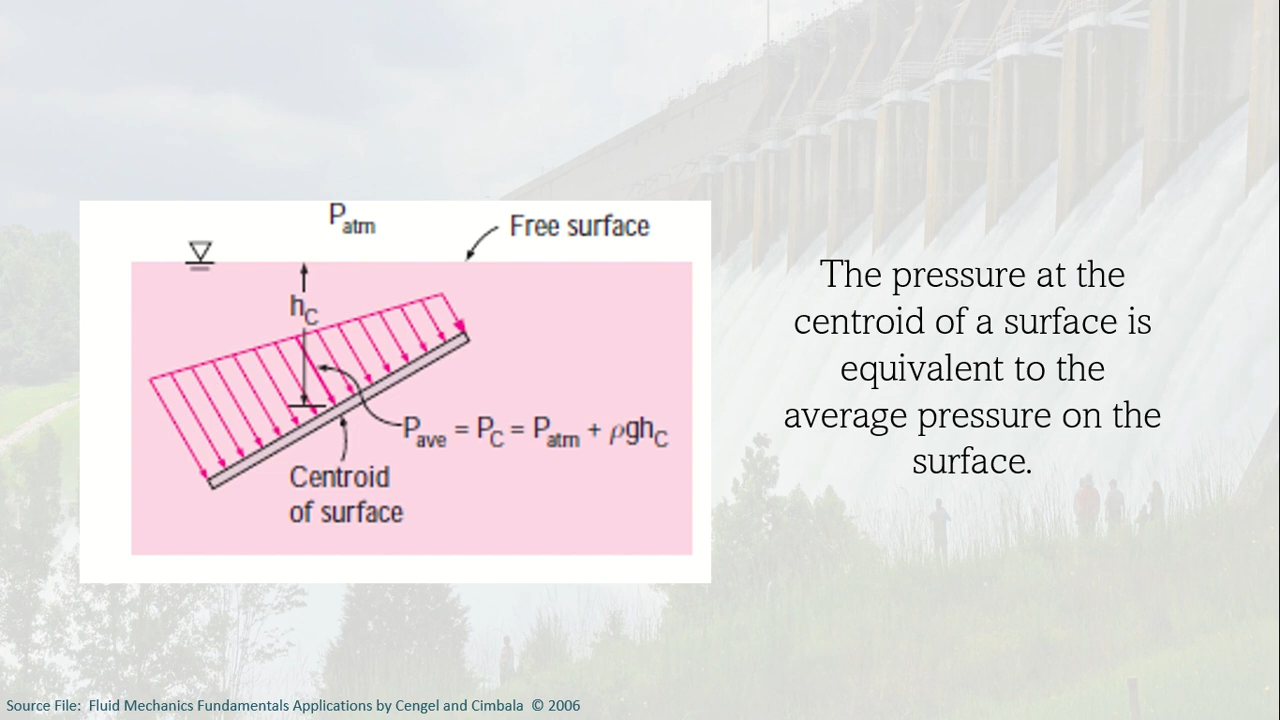 P_atm
Free surface
h_C
P_ave = P_C = P_atm + ρgh_C
Centroid
of surface
The pressure at the
centroid of a surface is
equivalent to the
average pressure on the
surface.
Source File:  Fluid Mechanics Fundamentals Applications by Cengel and Cimbala  © 2006